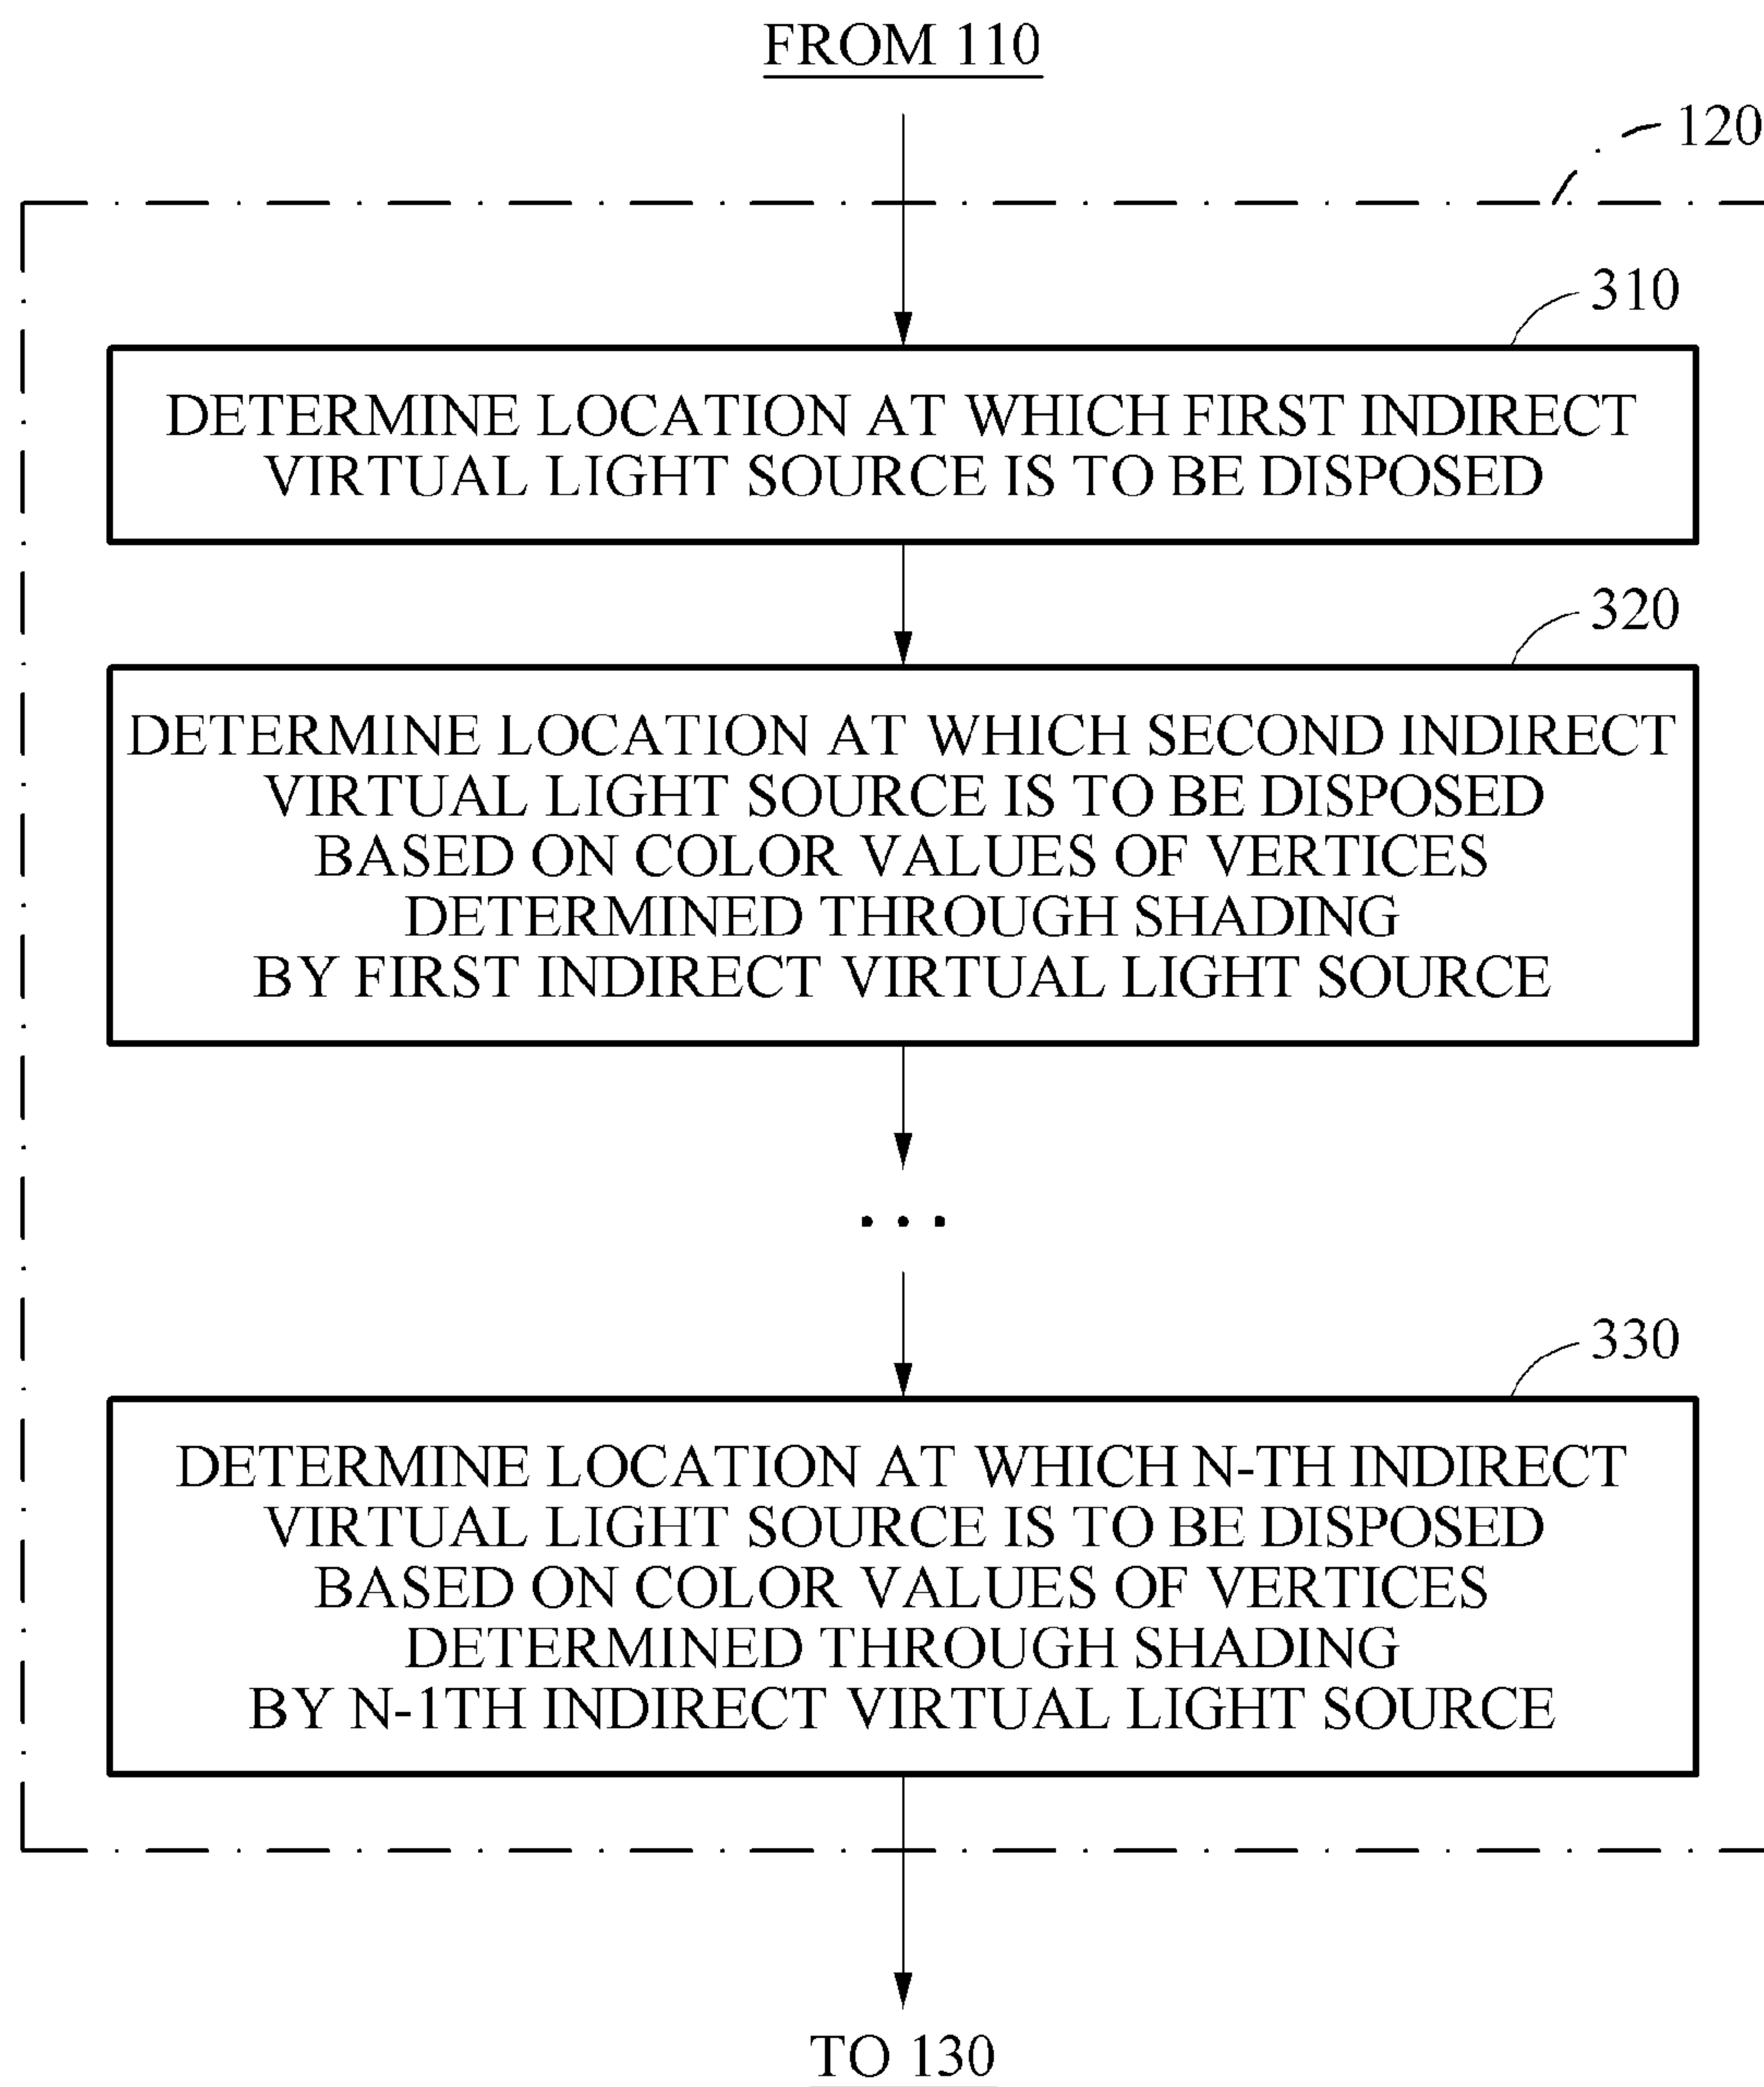 FROM 110
120
310
DETERMINE LOCATION AT WHICH FIRST INDIRECT
VIRTUAL LIGHT SOURCE IS TO BE DISPOSED
320
DETERMINE LOCATION AT WHICH SECOND INDIRECT
VIRTUAL LIGHT SOURCE IS TO BE DISPOSED
BASED ON COLOR VALUES OF VERTICES
DETERMINED THROUGH SHADING
BY FIRST INDIRECT VIRTUAL LIGHT SOURCE
...
330
DETERMINE LOCATION AT WHICH N-TH INDIRECT
VIRTUAL LIGHT SOURCE IS TO BE DISPOSED
BASED ON COLOR VALUES OF VERTICES
DETERMINED THROUGH SHADING
BY N-1TH INDIRECT VIRTUAL LIGHT SOURCE
TO 130